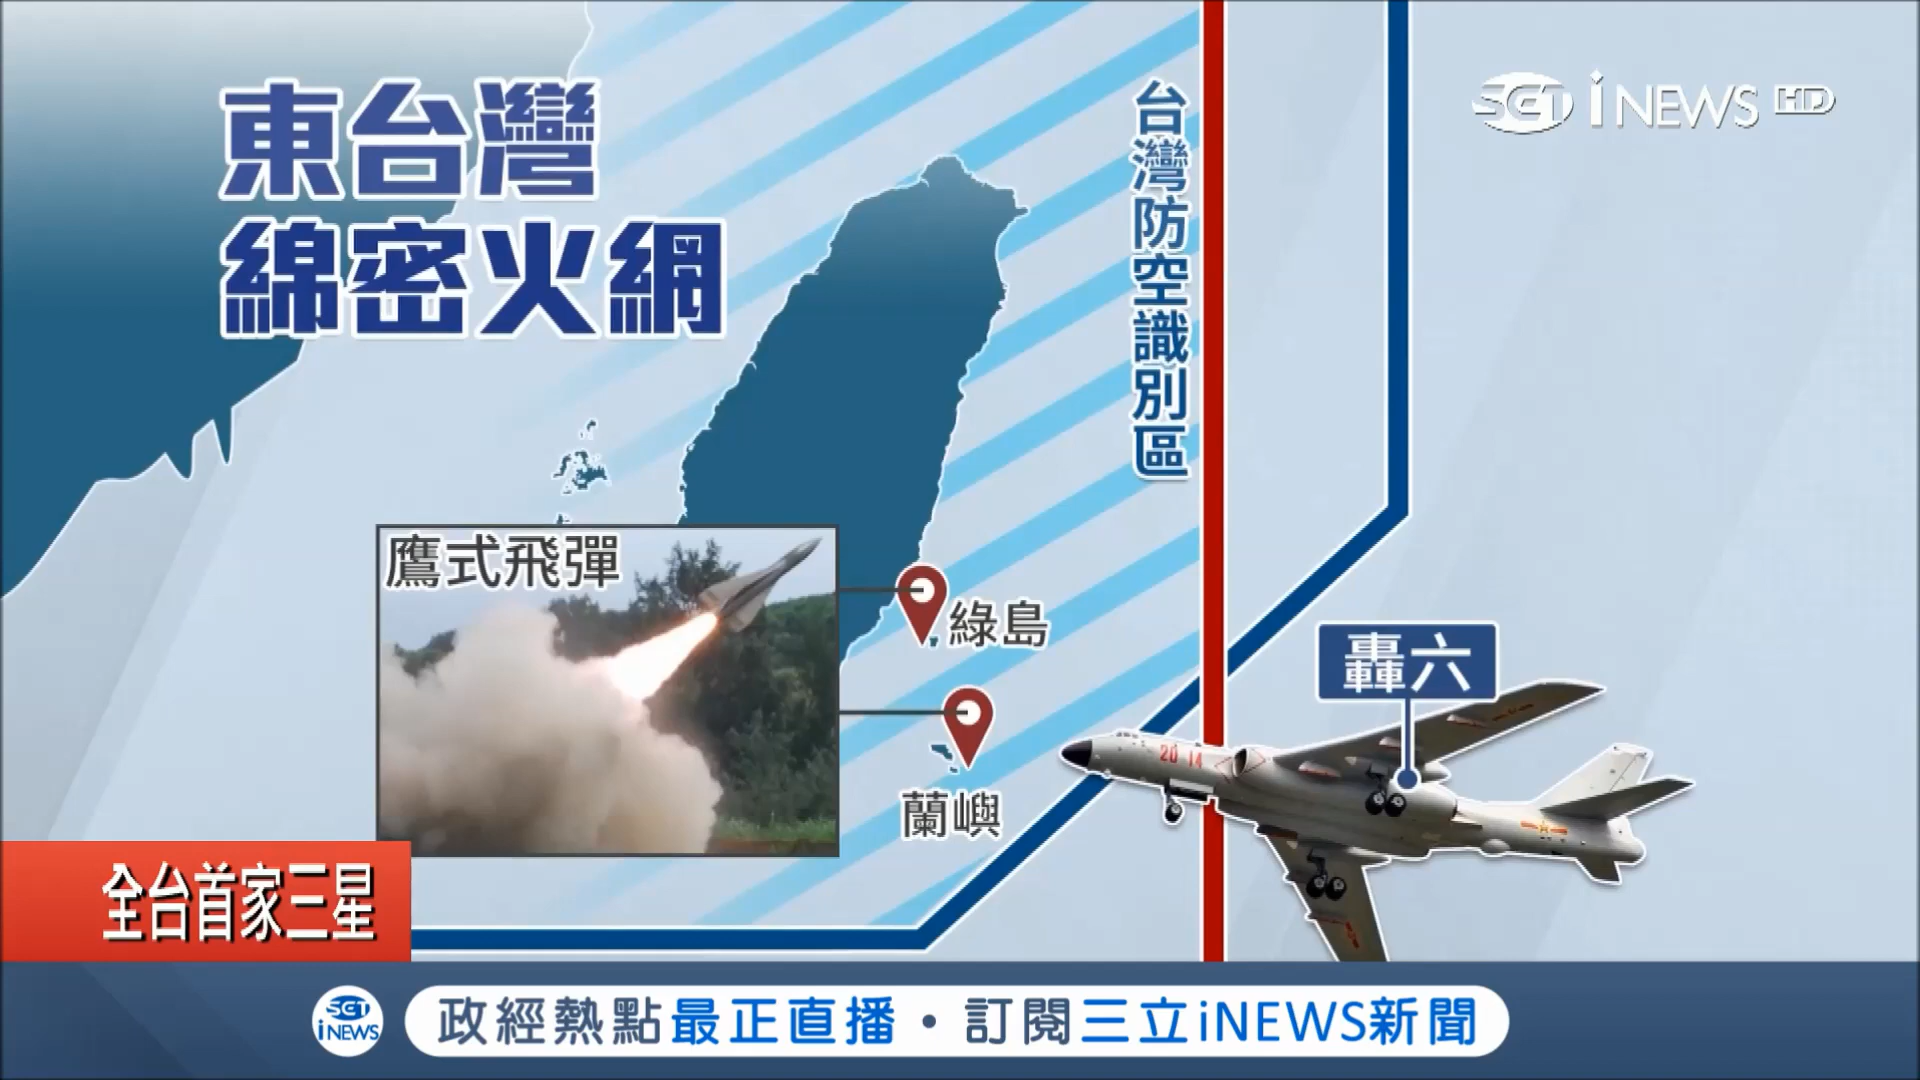 東台灣
綿密火網
台灣防空識別區
SET iNEWS HD
鷹式飛彈
綠島
蘭嶼
轟六
20 14
全台首家三星
SET iNEWS
政經熱點最正直播・訂閱三立iNEWS新聞